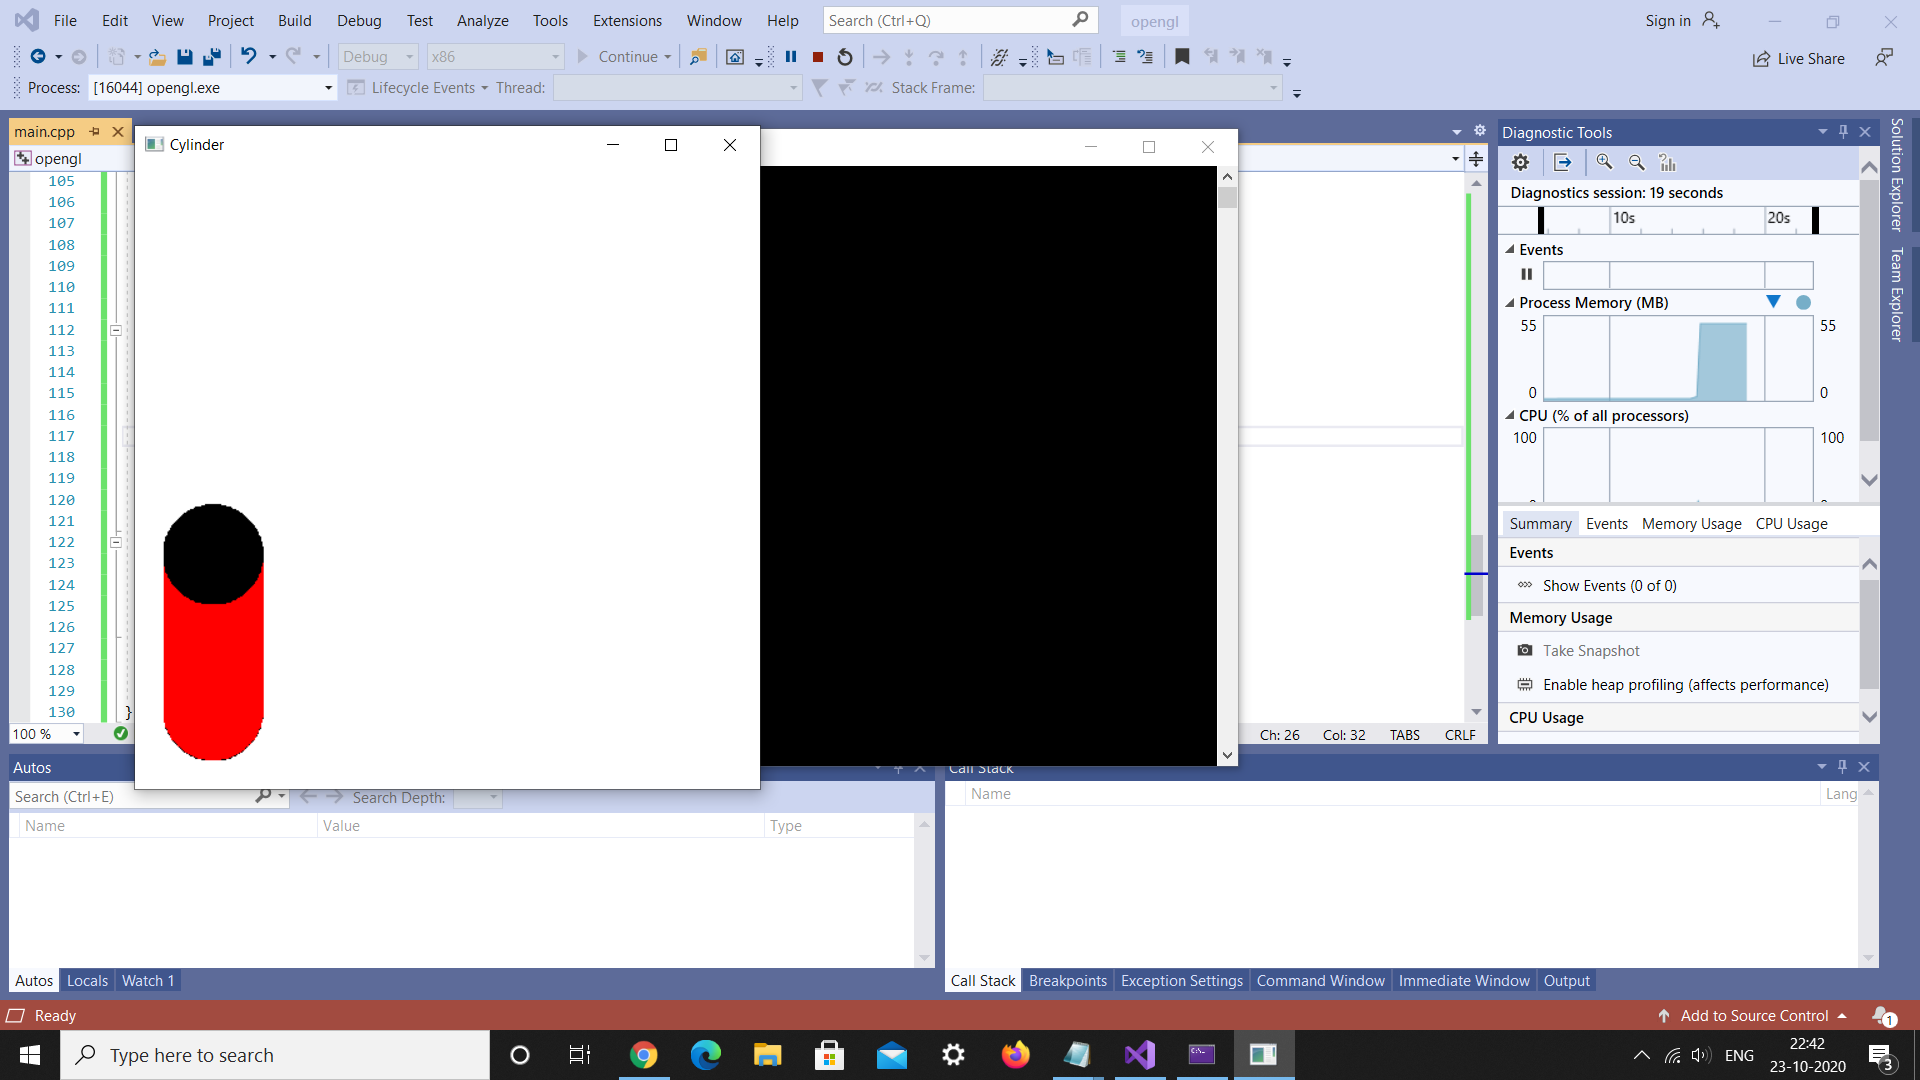 File Edit View Project Build Debug Test Analyze Tools Extensions Window Help Search (Ctrl+Q) opengl Sign in
Debug x86 Continue Live Share
Process: [16044] opengl.exe Lifecycle Events Thread: Stack Frame:
main.cpp
opengl
Cylinder
105
106
107
108
109
110
111
112
113
114
115
116
117
118
119
120
121
122
123
124
125
126
127
128
129
130 }
100 % Ch: 26 Col: 32 TABS CRLF
Diagnostic Tools
Diagnostics session: 19 seconds
10s 20s
Events
Process Memory (MB)
55 55
0 0
CPU (% of all processors)
100 100
Summary Events Memory Usage CPU Usage
Events
Show Events (0 of 0)
Memory Usage
Take Snapshot
Enable heap profiling (affects performance)
CPU Usage
Solution Explorer
Team Explorer
Autos
Search (Ctrl+E) Search Depth:
Name Value Type
Autos Locals Watch 1
Call Stack
Name Lang
Call Stack Breakpoints Exception Settings Command Window Immediate Window Output
Ready Add to Source Control 1
Type here to search ENG 22:42
23-10-2020 3